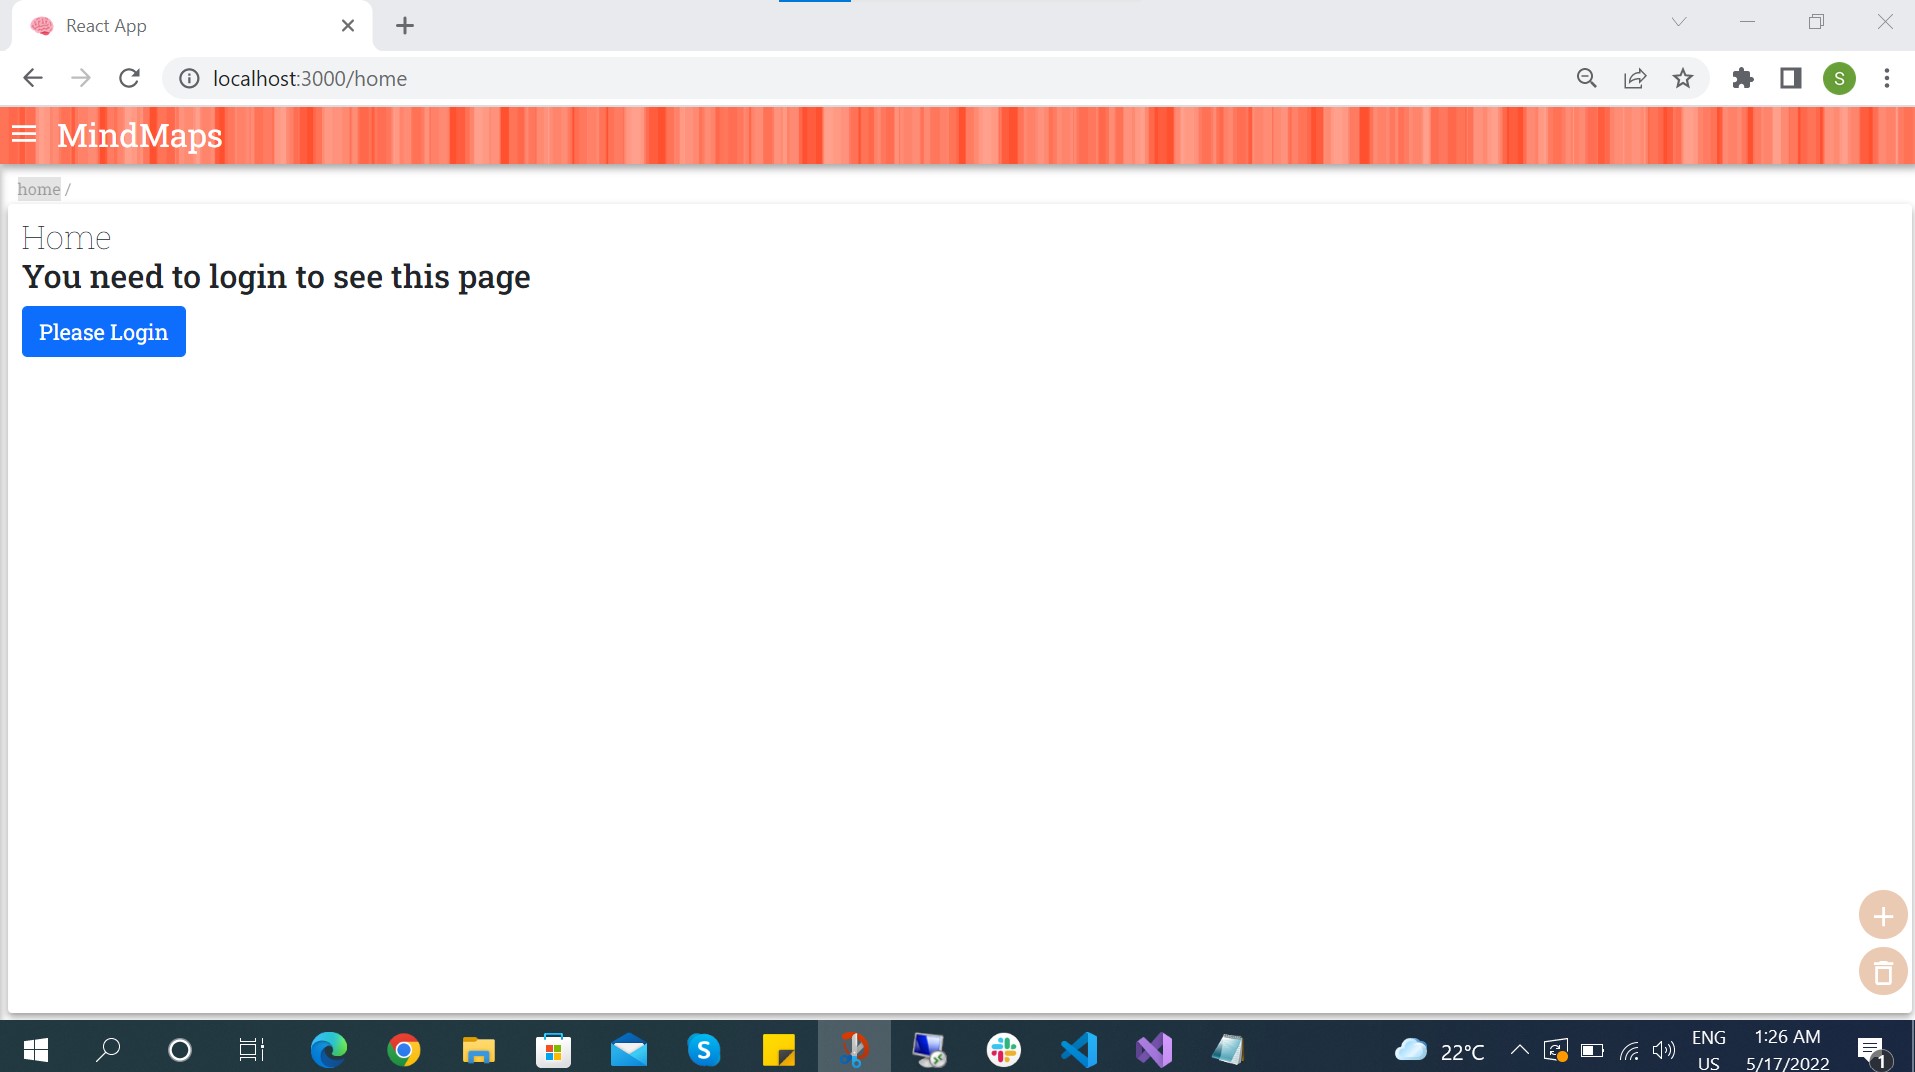 React App
localhost:3000/home
S
MindMaps
home /
Home
You need to login to see this page
Please Login
22°C
ENG
US
1:26 AM
5/17/2022
1